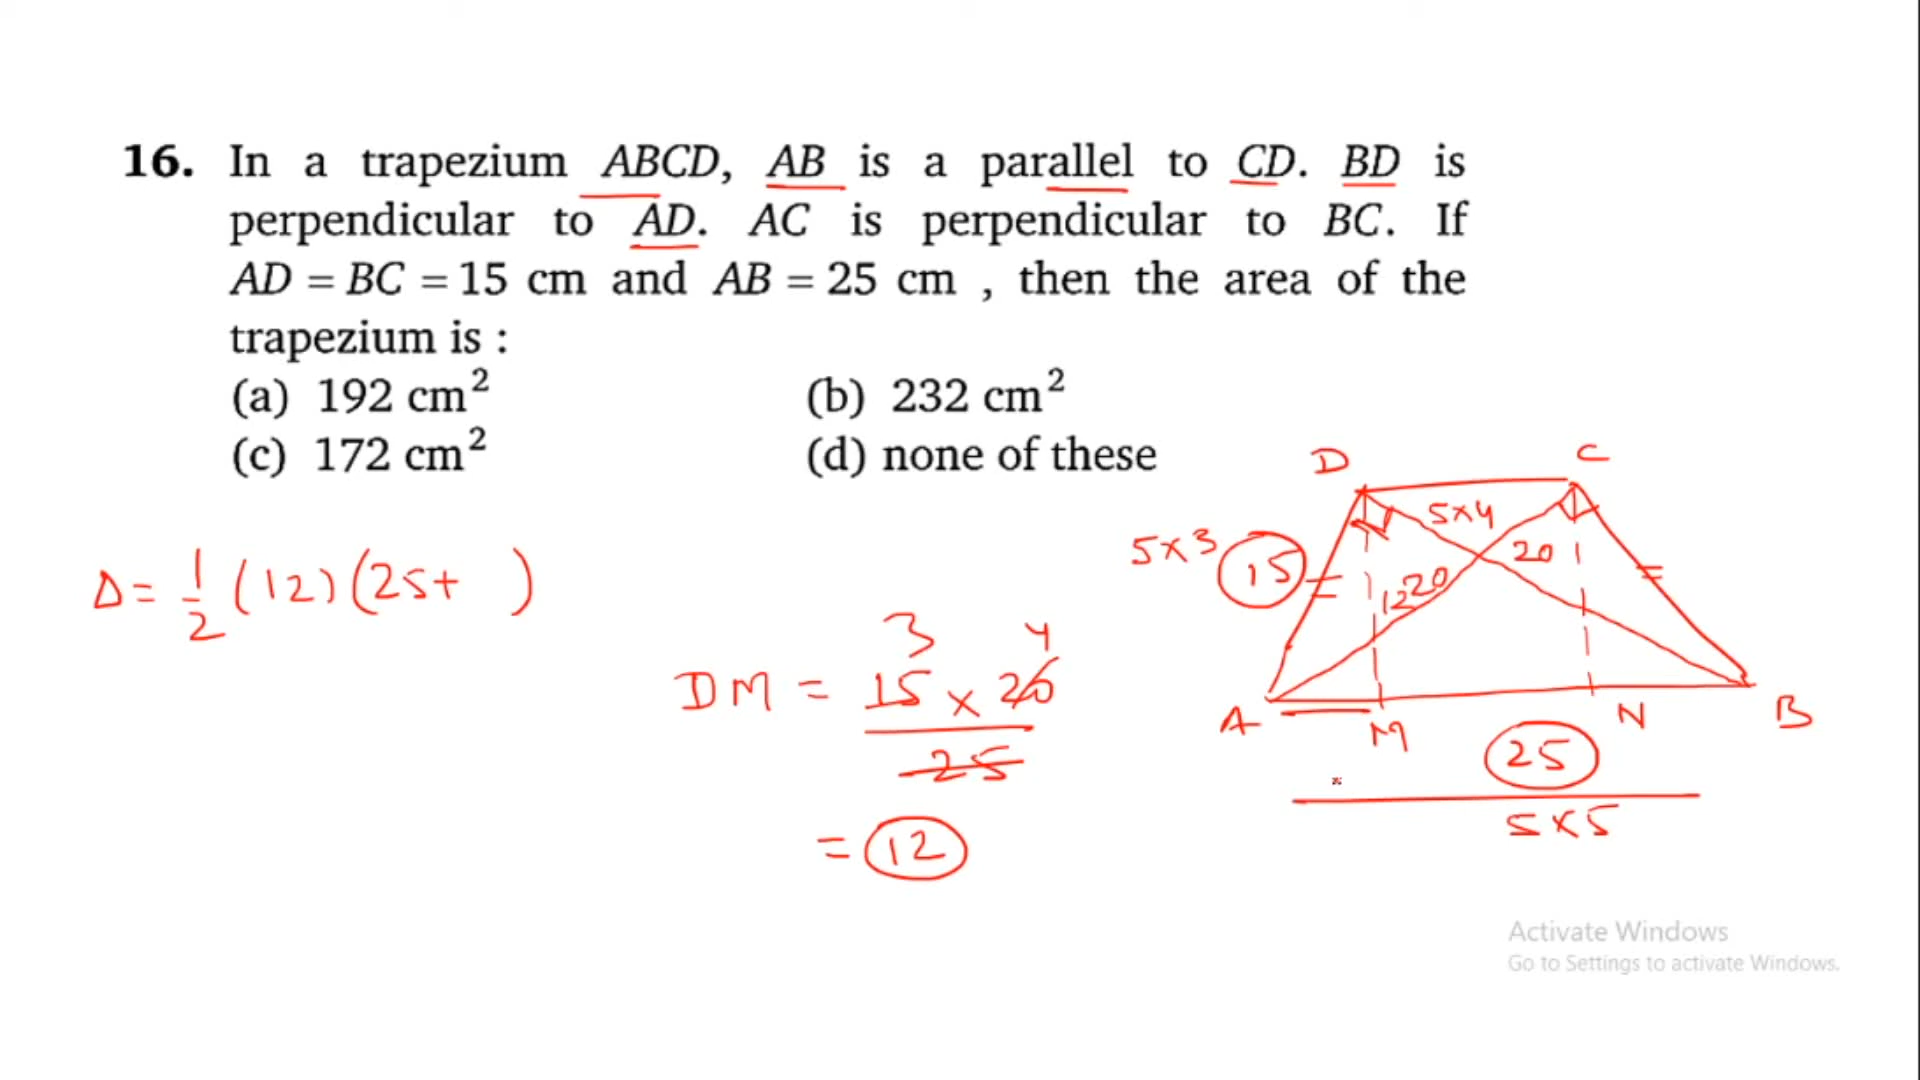 16. In a trapezium ABCD, AB is a parallel to CD. BD is
perpendicular to AD. AC is perpendicular to BC. If
AD = BC = 15 cm and AB = 25 cm , then the area of the
trapezium is :
(a) 192 cm² (b) 232 cm²
(c) 172 cm² (d) none of these
D C
5×4
5×3 15 20
12 20
Δ = 1/2 (12) (25+ )
3 4
DM = 15 × 20
25
= 12
A M N B
25
5×5
Activate Windows
Go to Settings to activate Windows.